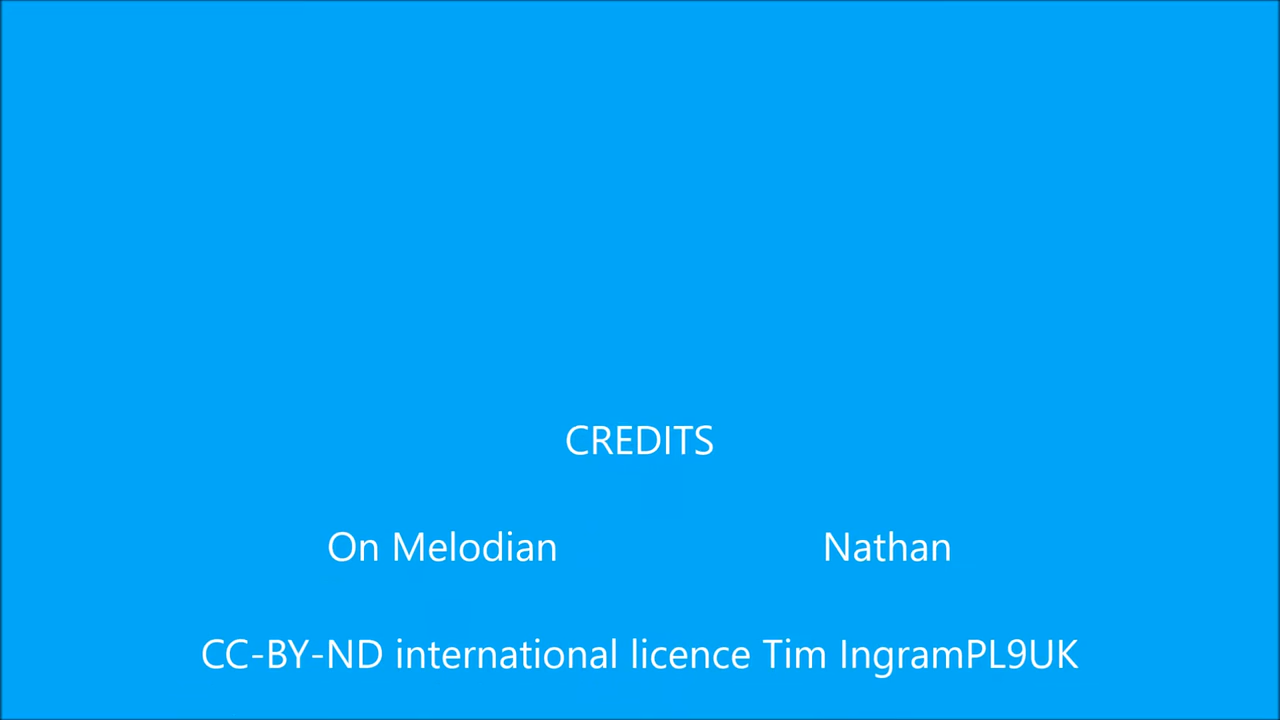 CREDITS
On Melodian Nathan
CC-BY-ND international licence Tim IngramPL9UK